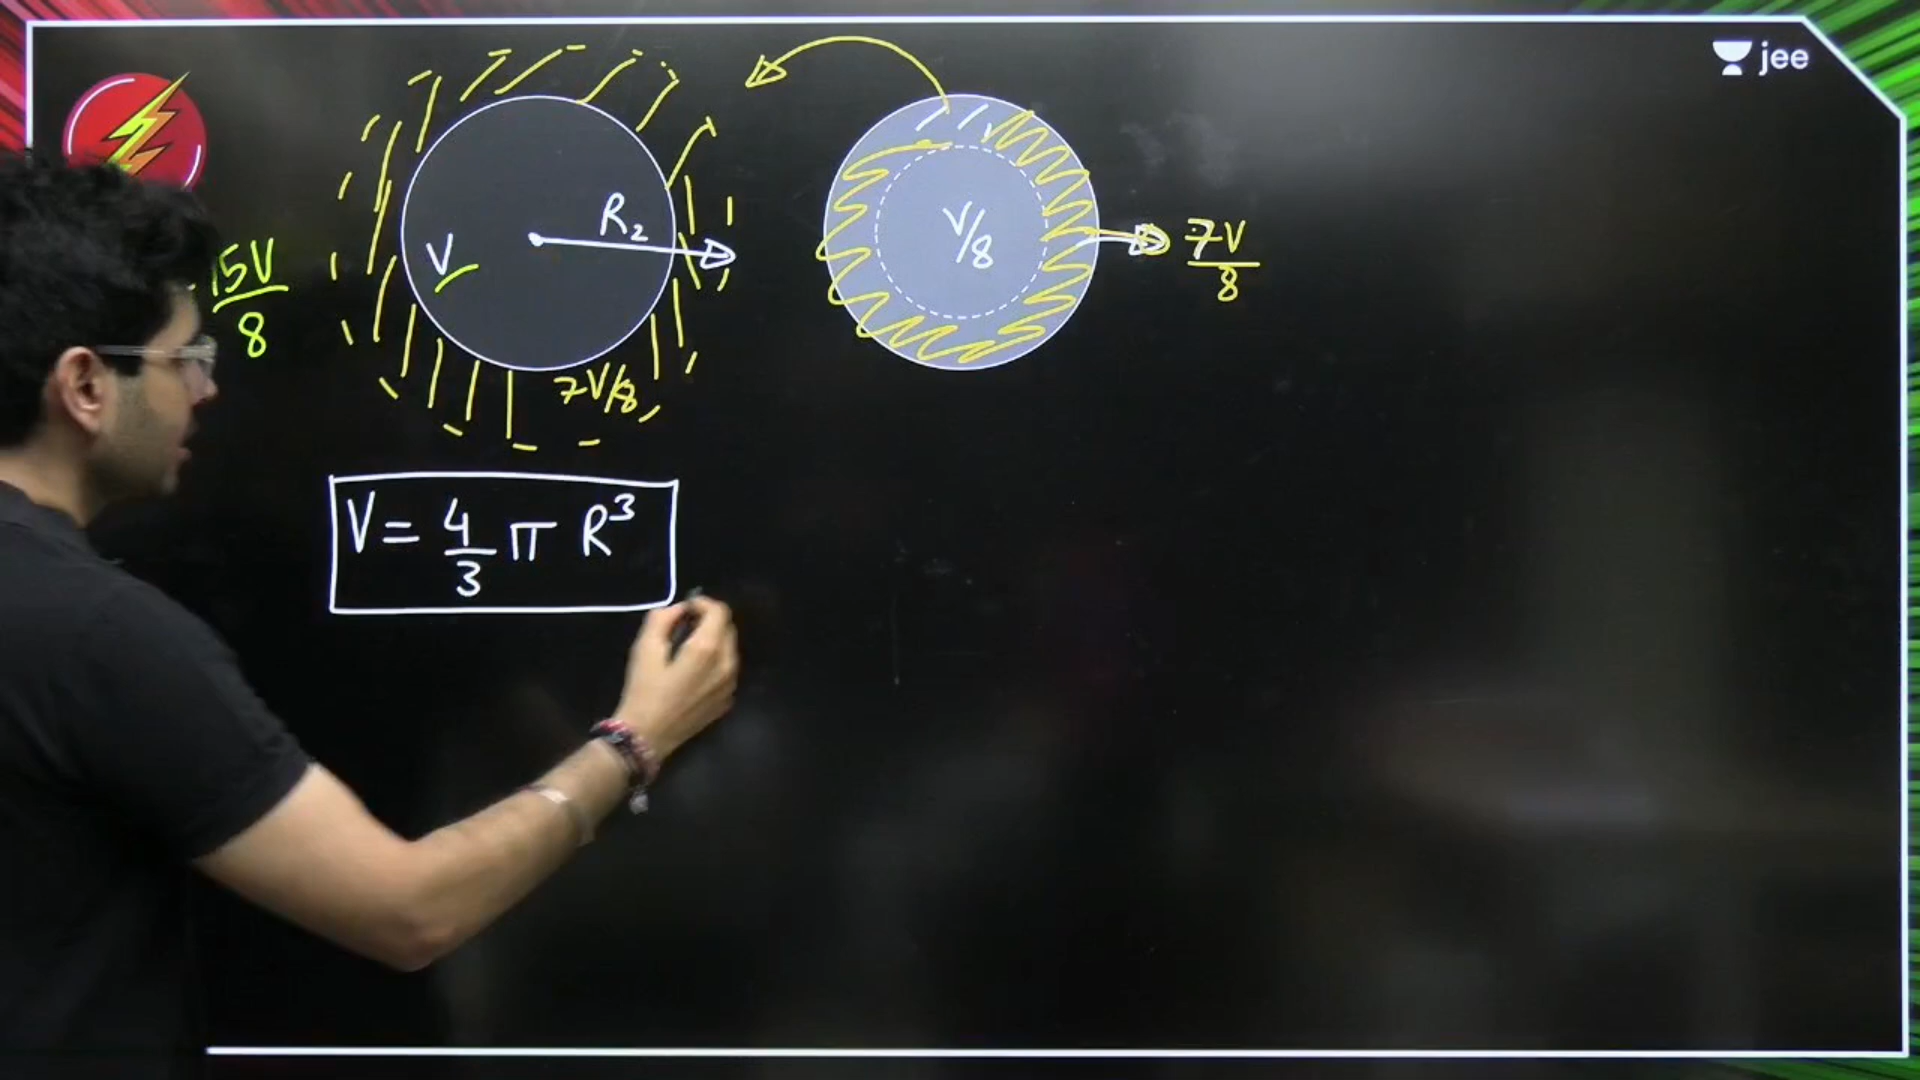 jee
R₂
V
15V/8
7V/8
V/8
7V/8
V = 4/3 π R³